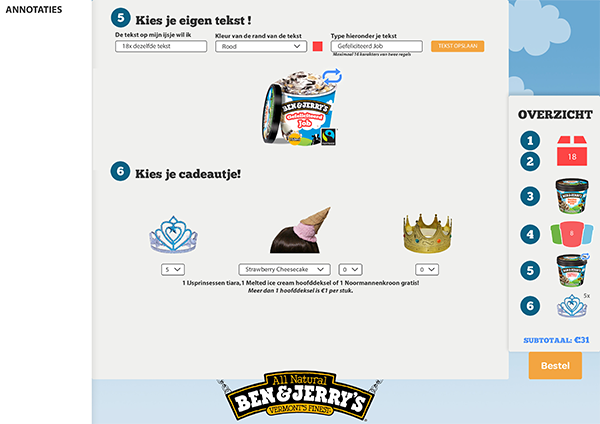 ANNOTATIES
5 Kies je eigen tekst !
De tekst op mijn ijsje wil ik
Kleur van de rand van de tekst
Type hieronder je tekst
18x dezelfde tekst
Rood
Gefeliciteerd Job
TEKST OPSLAAN
Maximaal 14 karakters van twee regels
BEN & JERRY'S
Gefeliciteerd
Job
FAIRTRADE
6 Kies je cadeautje!
5
Strawberry Cheesecake
0
0
1 IJsprinsessen tiara,1 Melted ice cream hoofddeksel of 1 Noormannenkroon gratis!
Meer dan 1 hoofddeksel is €1 per stuk.
OVERZICHT
1
2
18
3
4
8
5
6
5x
SUBTOTAAL: €31
Bestel
All Natural
BEN & JERRY'S
VERMONT'S FINEST